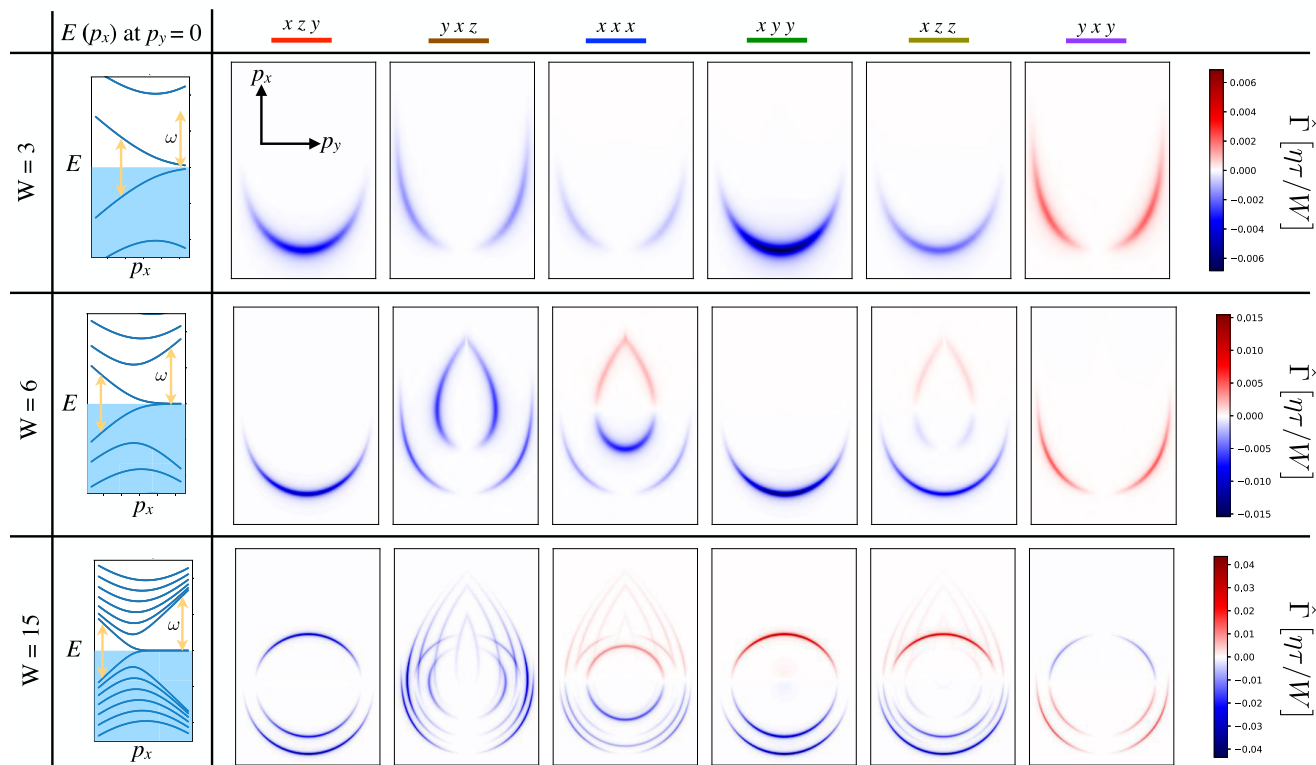 E (p_x) at p_y = 0
x z y
y x z
x x x
x y y
x z z
y x y
W = 3
E
ω
p_x
p_x
p_y
0.006
0.004
0.002
0.000
−0.002
−0.004
−0.006
Γ̂ [ητ/W]
W = 6
E
ω
p_x
0.015
0.010
0.005
0.000
−0.005
−0.010
−0.015
Γ̂ [ητ/W]
W = 15
E
ω
p_x
0.04
0.03
0.02
0.01
0.00
−0.01
−0.02
−0.03
−0.04
Γ̂ [ητ/W]